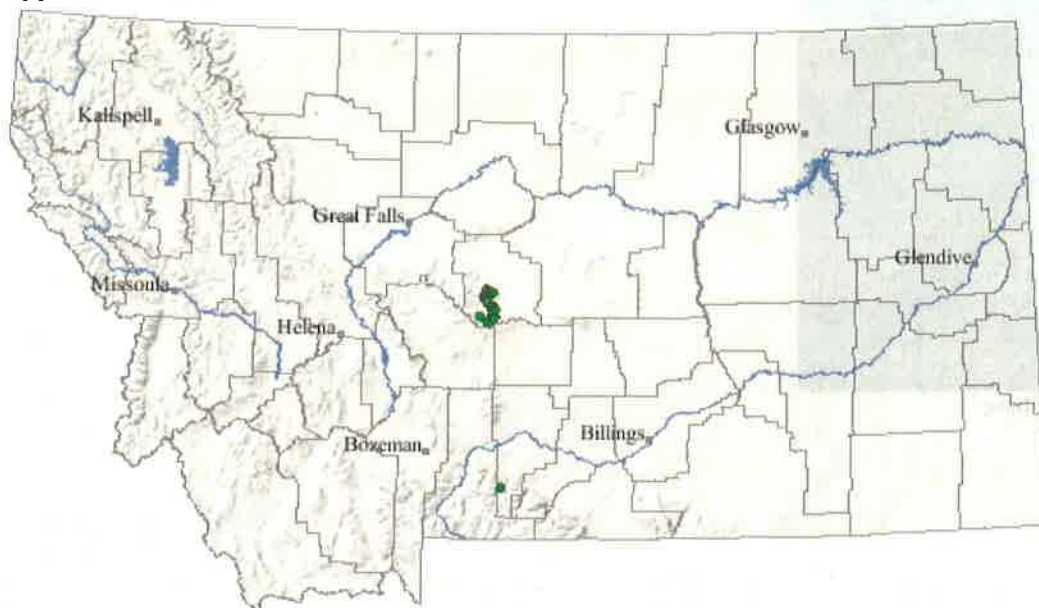 Kalispell
Glasgow
Great Falls
Glendive
Missoula
Helena
Bozeman
Billings